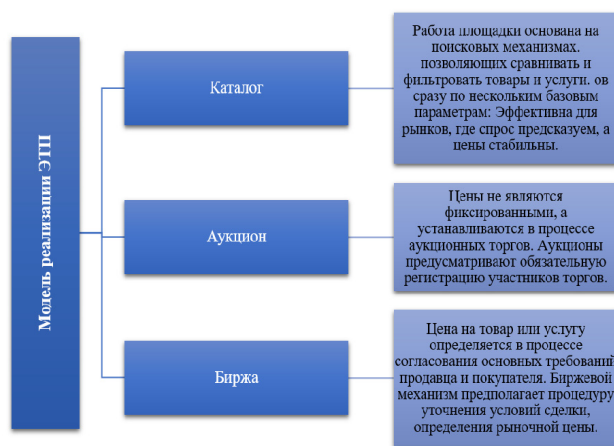 Модель реализации ЭТП
Каталог
Работа площадки основана на
поисковых механизмах.
позволяющих сравнивать и
фильтровать товары и услуги. ов
сразу по нескольким базовым
параметрам: Эффективна для
рынков, где спрос предсказуем, а
цены стабильны.
Аукцион
Цены не являются
фиксированными, а
устанавливаются в процессе
аукционных торгов. Аукционы
предусматривают обязательную
регистрацию участников торгов.
Биржа
Цена на товар или услугу
определяется в процессе
согласования основных требований
продавца и покупателя. Биржевой
механизм предполагает процедуру
уточнения условий сделки,
определения рыночной цены.